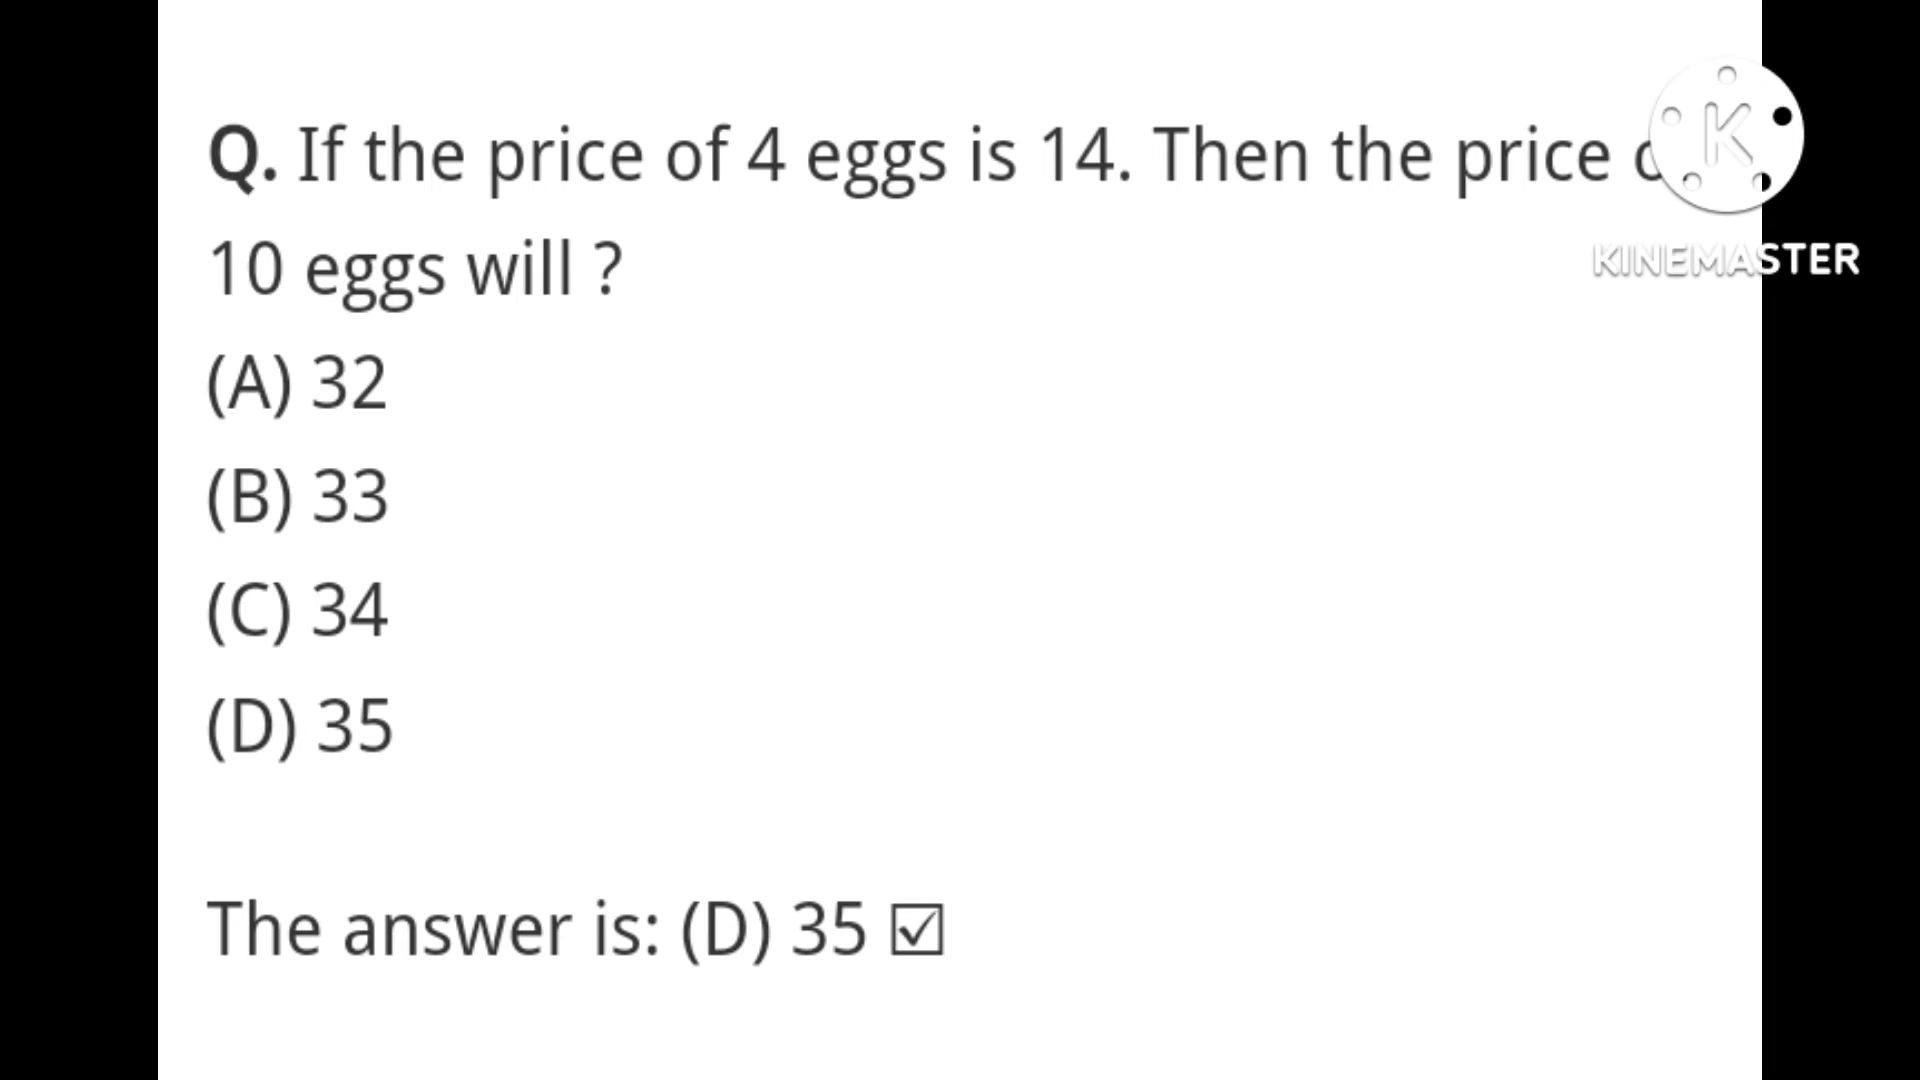 Q. If the price of 4 eggs is 14. Then the price
10 eggs will ?
(A) 32
(B) 33
(C) 34
(D) 35
The answer is: (D) 35 ☑
K
KINEMASTER